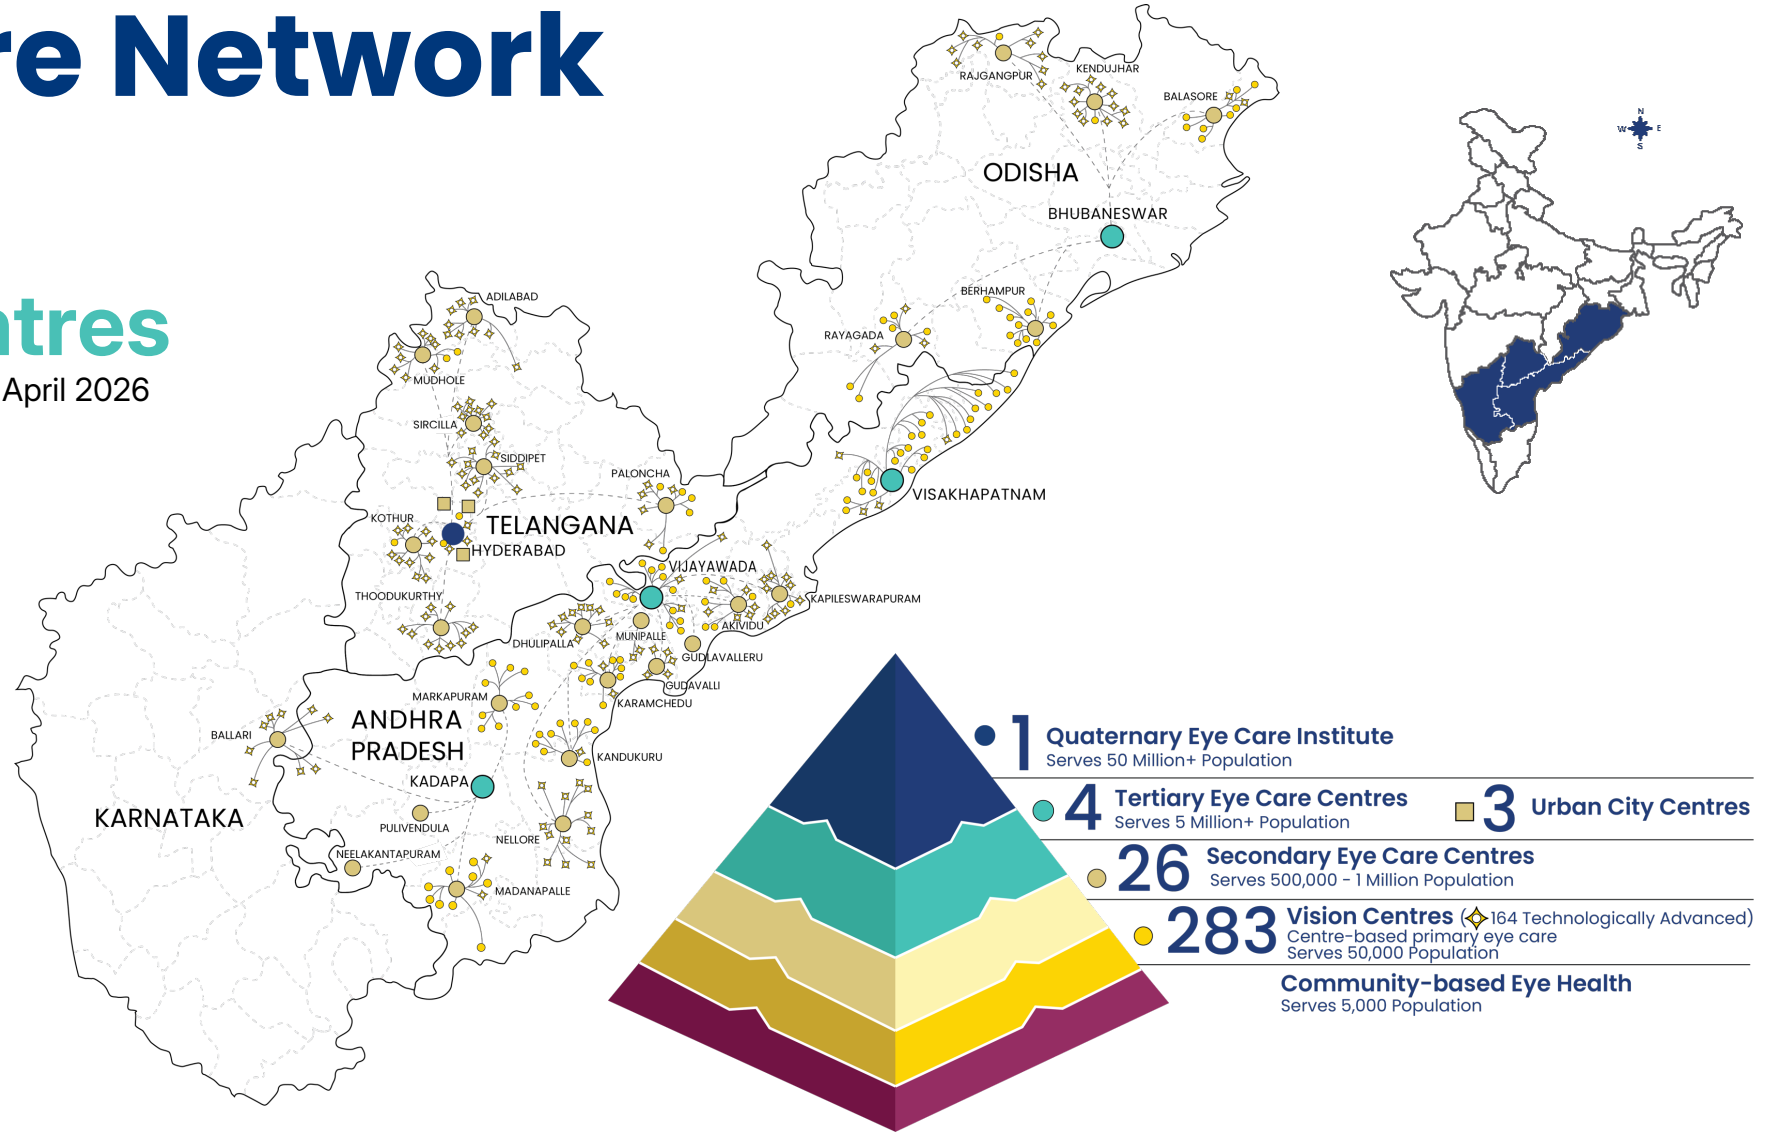 re Network
ntres
April 2026
RAJGANGPUR
KENDUJHAR
BALASORE
ODISHA
BHUBANESWAR
BERHAMPUR
RAYAGADA
N
W
E
S
ADILABAD
MUDHOLE
SIRCILLA
SIDDIPET
PALONCHA
KOTHUR
TELANGANA
HYDERABAD
THOODUKURTHY
VISAKHAPATNAM
VIJAYAWADA
KAPILESWARAPURAM
AKIVIDU
MUNIPALLE
DHULIPALLA
GUDLAVALLERU
GUDAVALLI
KARAMCHEDU
MARKAPURAM
ANDHRA
PRADESH
BALLARI
KANDUKURU
KADAPA
KARNATAKA
PULIVENDULA
NELLORE
NEELAKANTAPURAM
MADANAPALLE
1 Quaternary Eye Care Institute
Serves 50 Million+ Population
4 Tertiary Eye Care Centres
Serves 5 Million+ Population
3 Urban City Centres
26 Secondary Eye Care Centres
Serves 500,000 - 1 Million Population
283 Vision Centres (164 Technologically Advanced)
Centre-based primary eye care
Serves 50,000 Population
Community-based Eye Health
Serves 5,000 Population